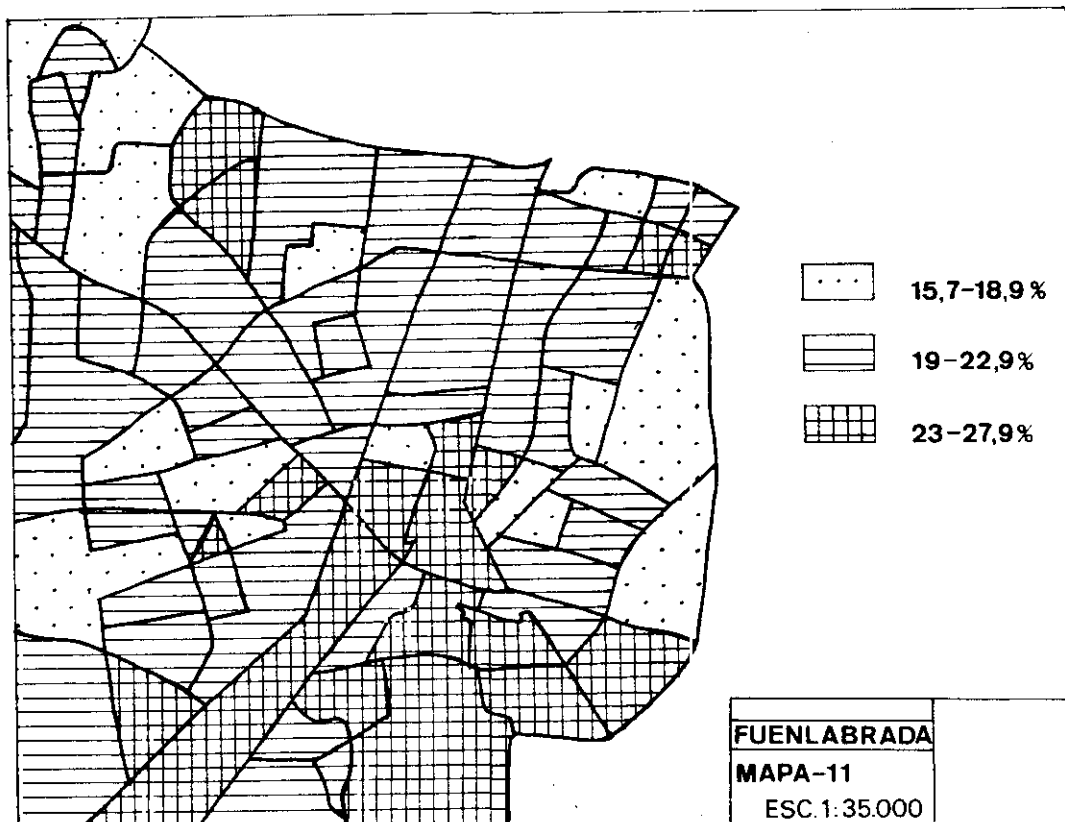 15,7-18,9%
19-22,9%
23-27,9%
FUENLABRADA
MAPA-11
ESC.1:35.000